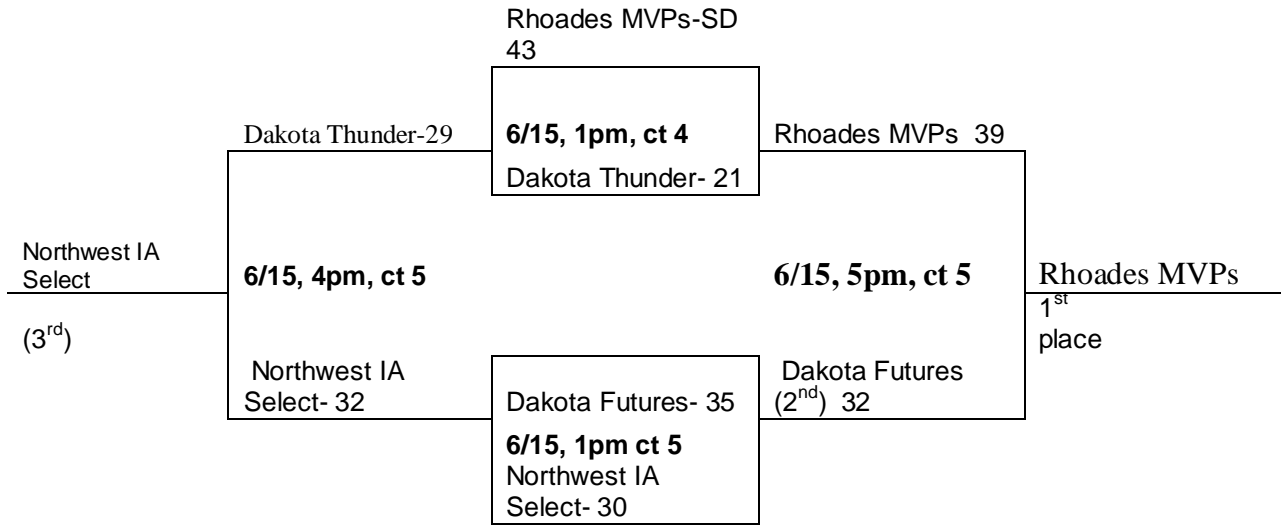 Rhoades MVPs-SD
43
Dakota Thunder-29
6/15, 1pm, ct 4
Rhoades MVPs  39
Dakota Thunder- 21
Northwest IA
Select
6/15, 4pm, ct 5
6/15, 5pm, ct 5
Rhoades MVPs
(3rd)
1st
place
Northwest IA
Select- 32
Dakota Futures- 35
Dakota Futures
(2nd)  32
6/15, 1pm ct 5
Northwest IA
Select- 30